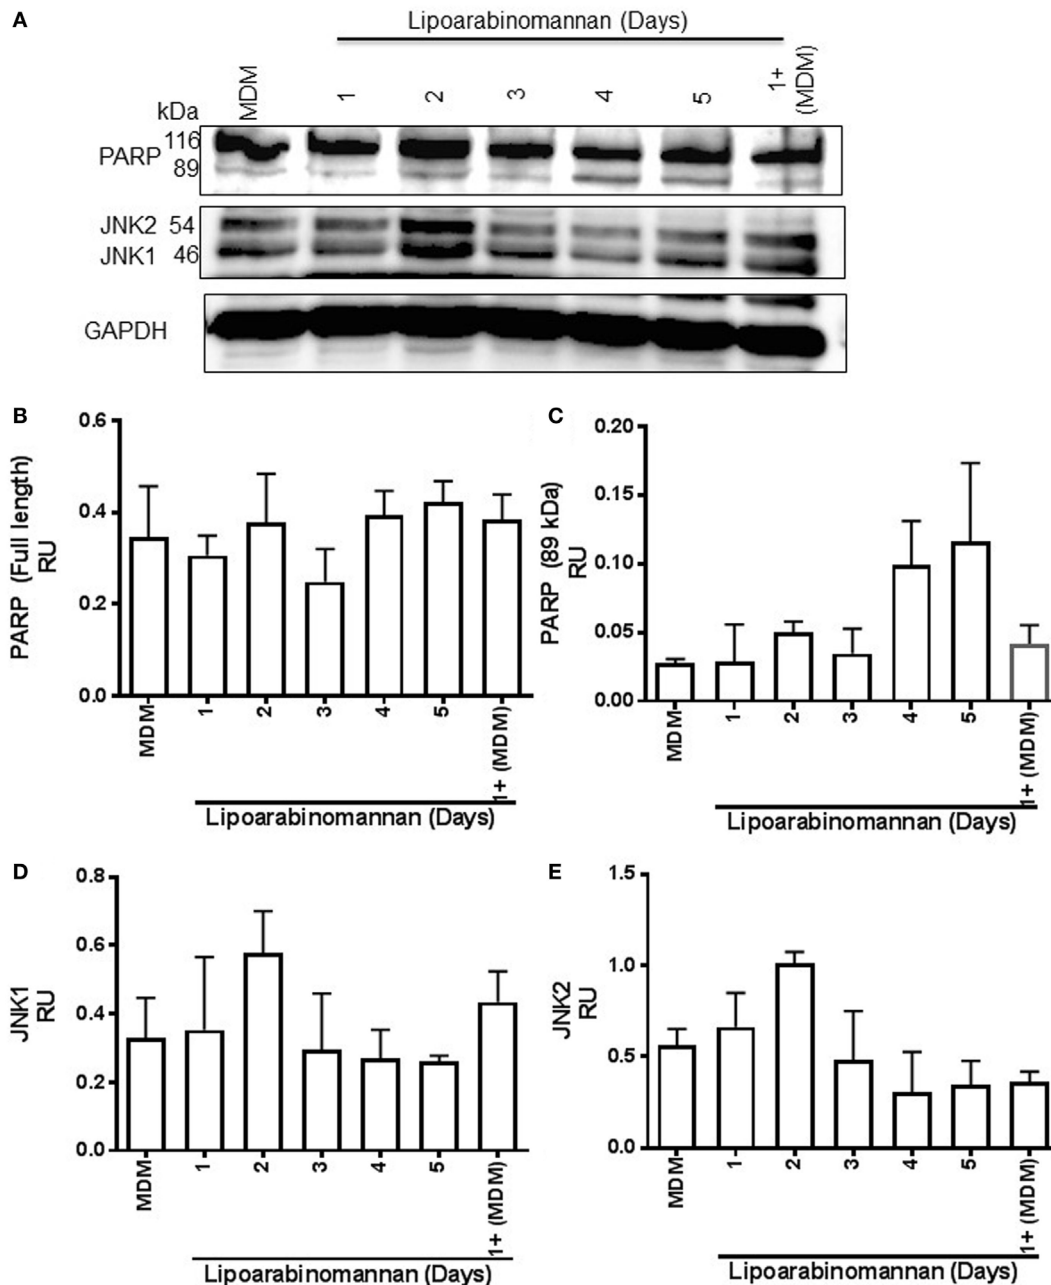 A
Lipoarabinomannan (Days)
kDa
MDM
1
2
3
4
5
1+
(MDM)
PARP
116
89
JNK2 54
JNK1 46
GAPDH
B
PARP (Full length)
RU
0.6
0.4
0.2
0.0
MDM
1
2
3
4
5
1+ (MDM)
Lipoarabinomannan (Days)
C
PARP (89 kDa)
RU
0.20
0.15
0.10
0.05
0.00
MDM
1
2
3
4
5
1+ (MDM)
Lipoarabinomannan (Days)
D
JNK1
RU
0.8
0.6
0.4
0.2
0.0
MDM
1
2
3
4
5
1+ (MDM)
Lipoarabinomannan (Days)
E
JNK2
RU
1.5
1.0
0.5
0.0
MDM
1
2
3
4
5
1+ (MDM)
Lipoarabinomannan (Days)